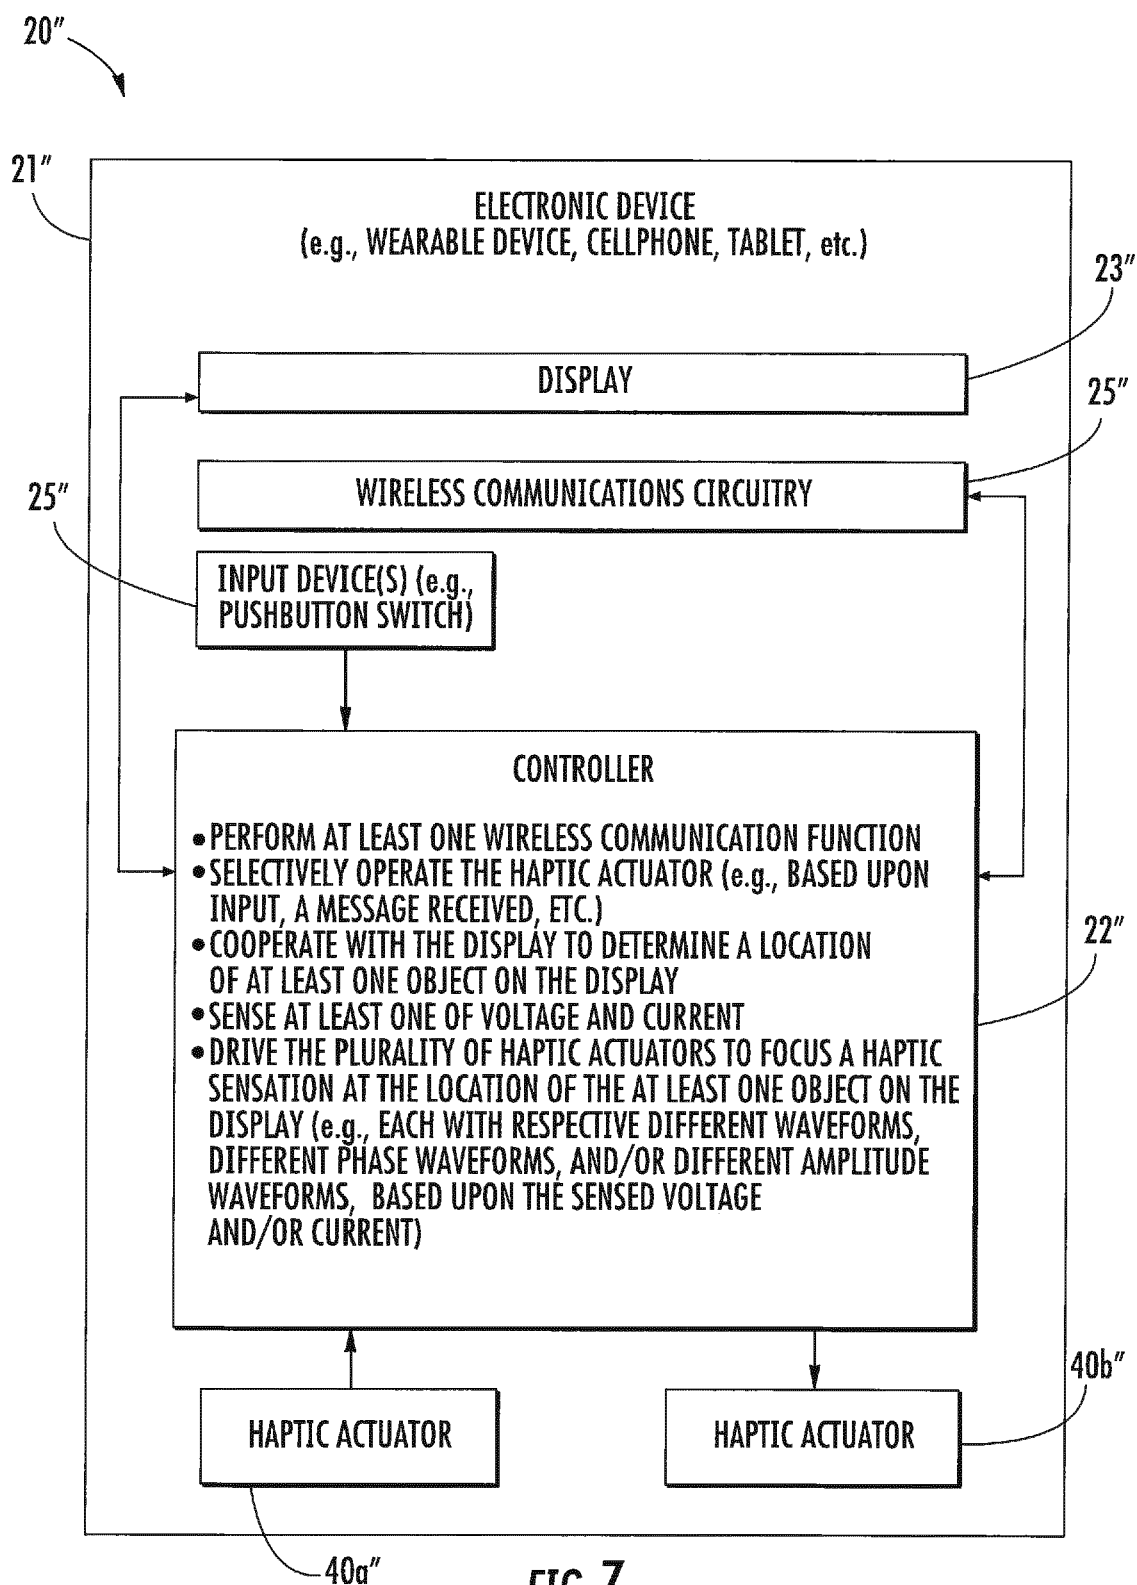 20"
21"
ELECTRONIC DEVICE
(e.g., WEARABLE DEVICE, CELLPHONE, TABLET, etc.)
23"
DISPLAY
25"
WIRELESS COMMUNICATIONS CIRCUITRY
25"
INPUT DEVICE(S) (e.g.,
PUSHBUTTON SWITCH)
CONTROLLER
• PERFORM AT LEAST ONE WIRELESS COMMUNICATION FUNCTION
• SELECTIVELY OPERATE THE HAPTIC ACTUATOR (e.g., BASED UPON
INPUT, A MESSAGE RECEIVED, ETC.)
• COOPERATE WITH THE DISPLAY TO DETERMINE A LOCATION
OF AT LEAST ONE OBJECT ON THE DISPLAY
• SENSE AT LEAST ONE OF VOLTAGE AND CURRENT
• DRIVE THE PLURALITY OF HAPTIC ACTUATORS TO FOCUS A HAPTIC
SENSATION AT THE LOCATION OF THE AT LEAST ONE OBJECT ON THE
DISPLAY (e.g., EACH WITH RESPECTIVE DIFFERENT WAVEFORMS,
DIFFERENT PHASE WAVEFORMS, AND/OR DIFFERENT AMPLITUDE
WAVEFORMS, BASED UPON THE SENSED VOLTAGE
AND/OR CURRENT)
22"
HAPTIC ACTUATOR
HAPTIC ACTUATOR
40b"
40a"
FIG. 7